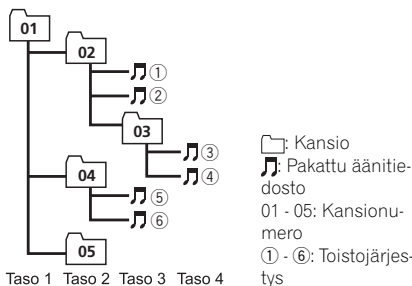 01
02
①
②
03
③
④
04
⑤
⑥
05
Taso 1 Taso 2 Taso 3 Taso 4
: Kansio
: Pakattu äänitie-
dosto
01 - 05: Kansionu-
mero
① - ⑥: Toistojärjes-
tys